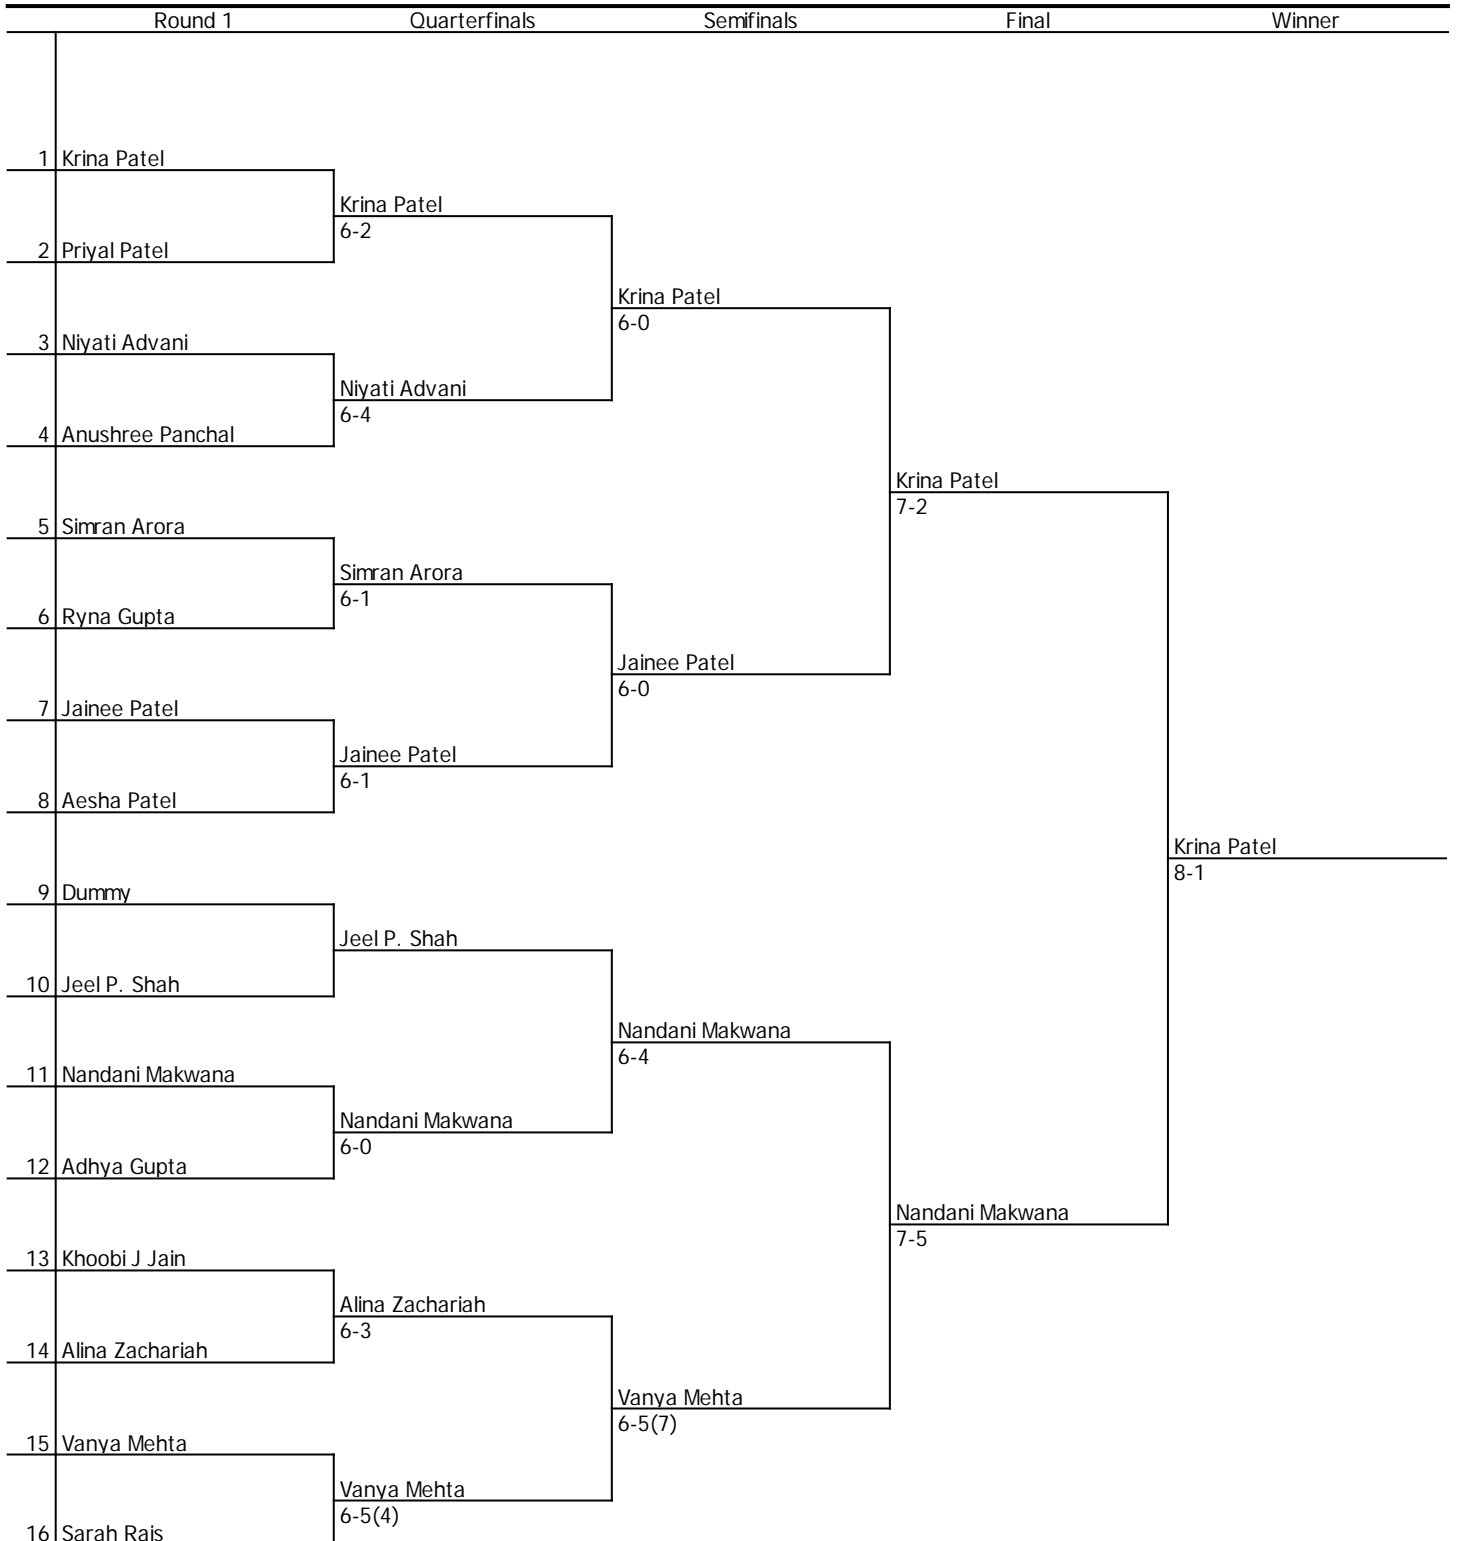 Round 1 Quarterfinals Semifinals Final Winner
1 Krina Patel
Krina Patel
6-2
2 Priyal Patel
Krina Patel
6-0
3 Niyati Advani
Niyati Advani
6-4
4 Anushree Panchal
Krina Patel
7-2
5 Simran Arora
Simran Arora
6-1
6 Ryna Gupta
Jainee Patel
6-0
7 Jainee Patel
Jainee Patel
6-1
8 Aesha Patel
Krina Patel
8-1
9 Dummy
Jeel P. Shah
10 Jeel P. Shah
Nandani Makwana
6-4
11 Nandani Makwana
Nandani Makwana
6-0
12 Adhya Gupta
Nandani Makwana
7-5
13 Khoobi J Jain
Alina Zachariah
6-3
14 Alina Zachariah
Vanya Mehta
6-5(7)
15 Vanya Mehta
Vanya Mehta
6-5(4)
16 Sarah Rais